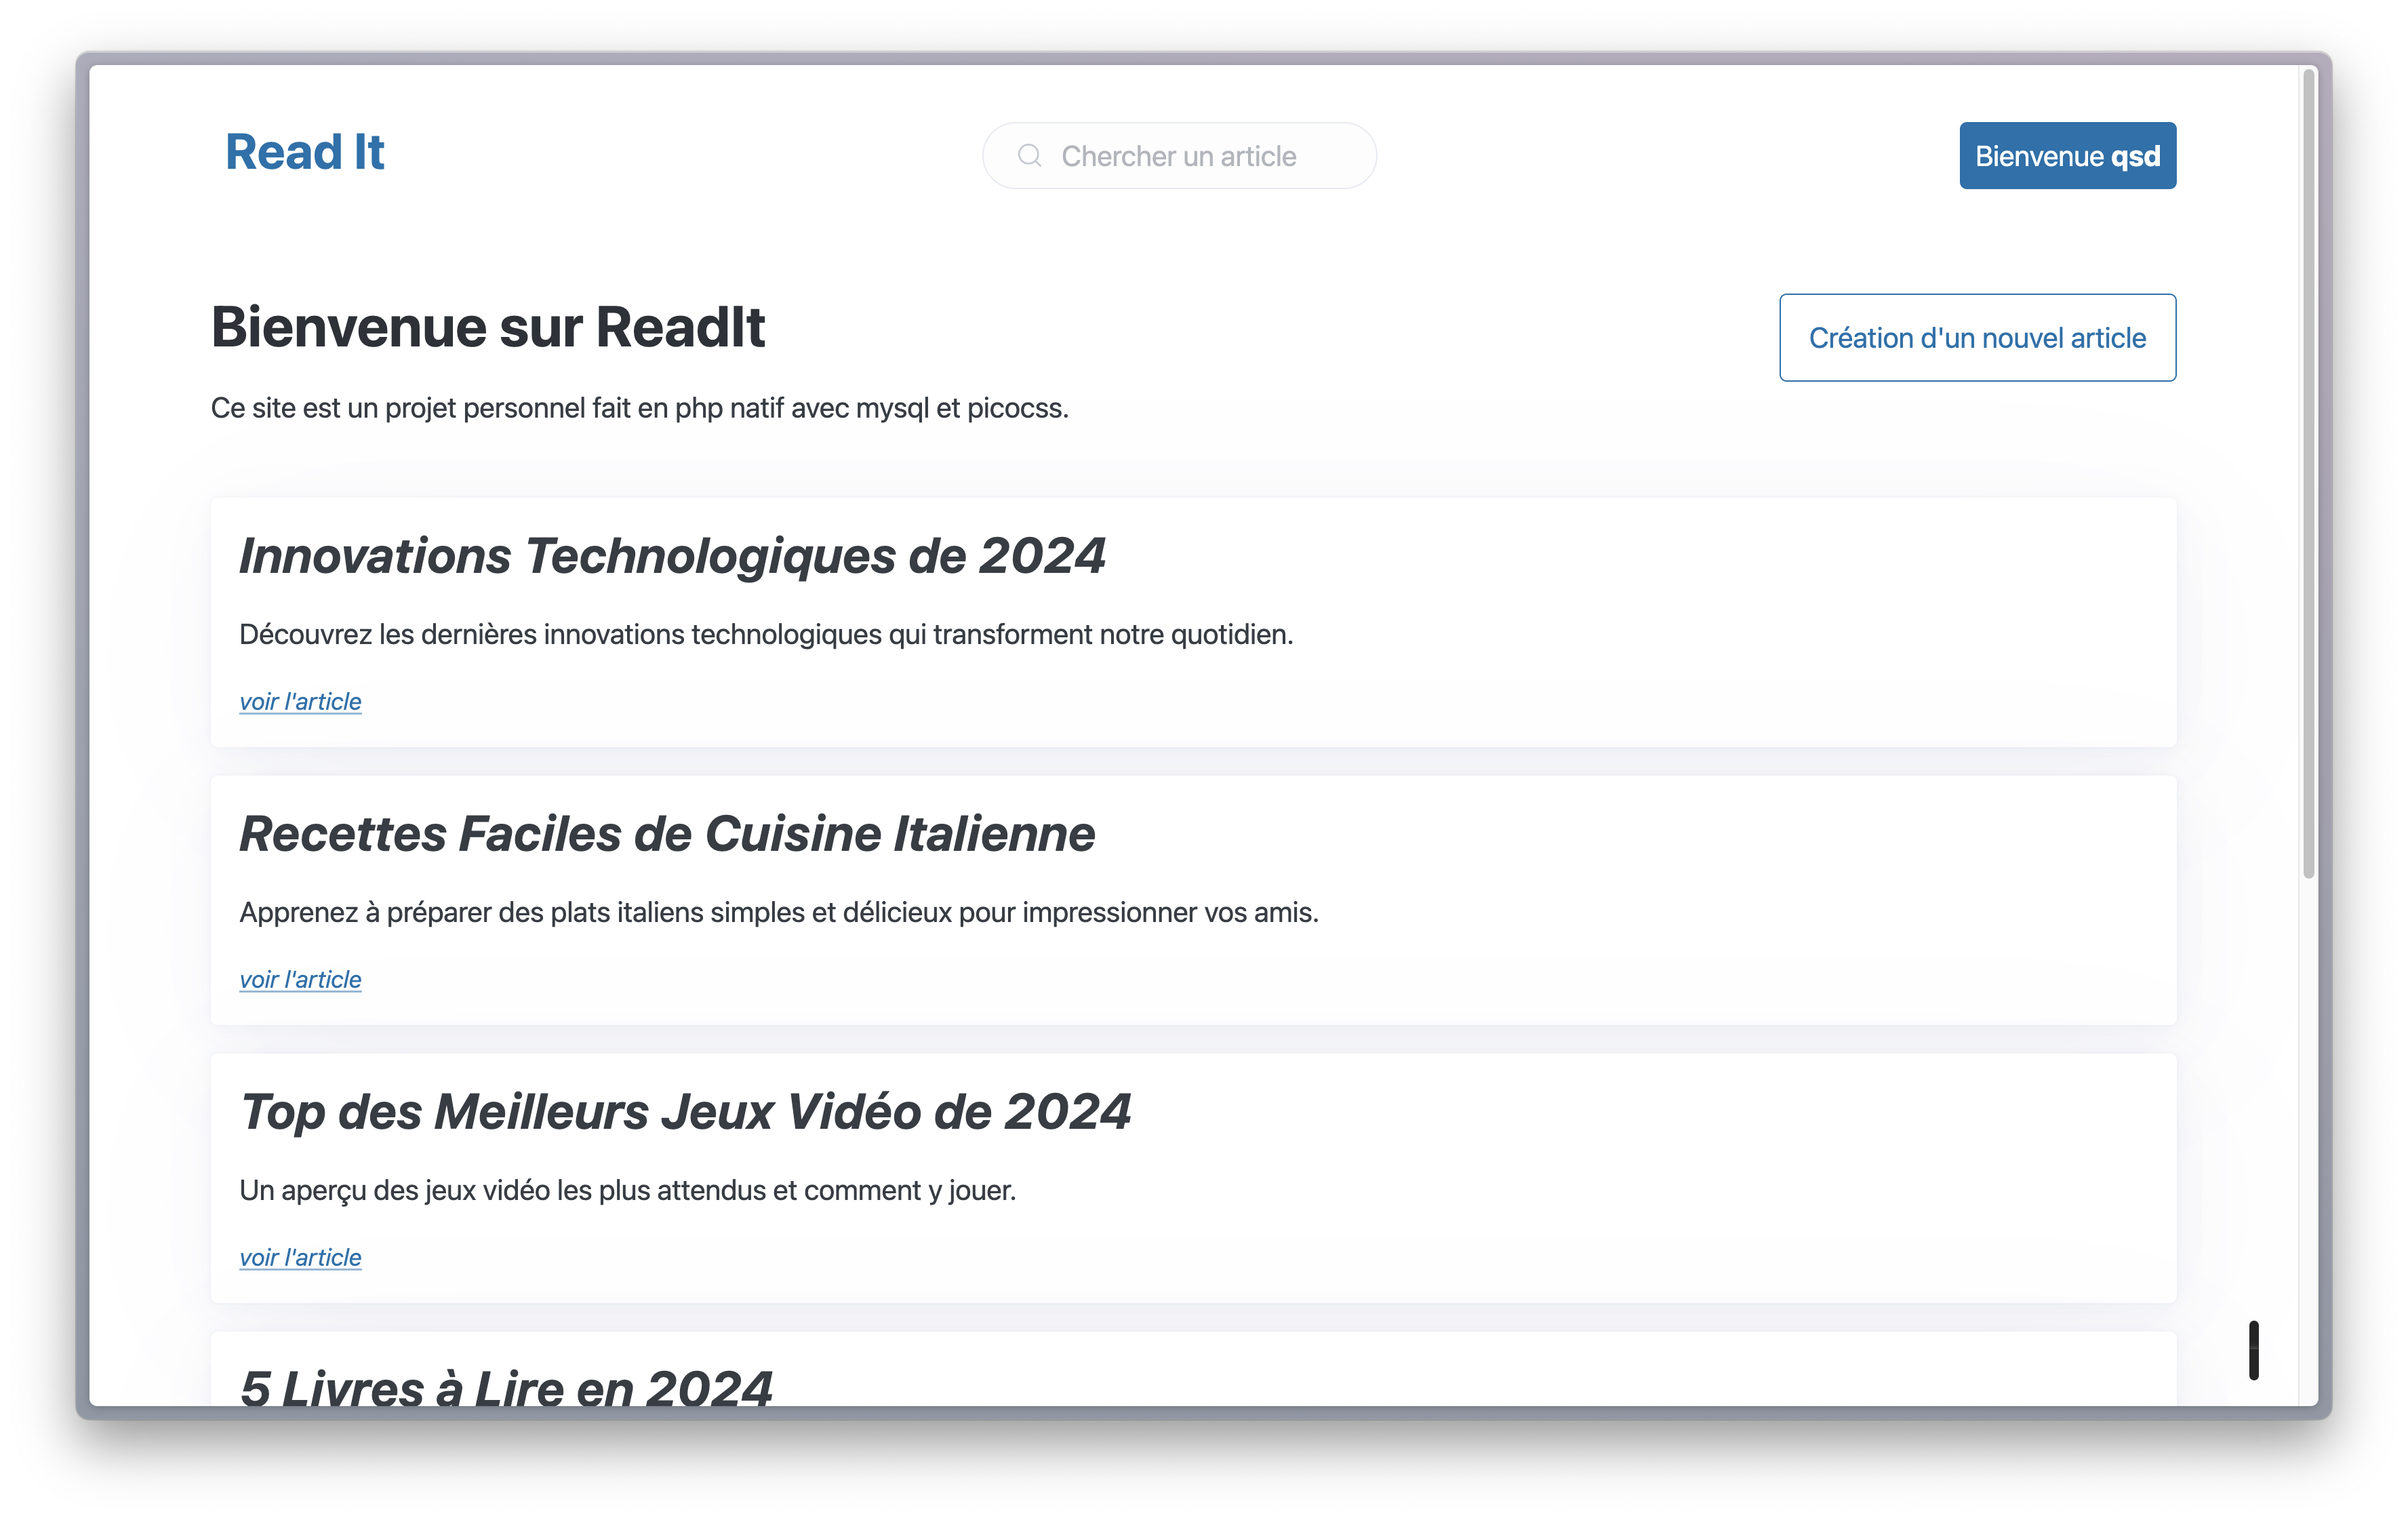 Read It
Chercher un article
Bienvenue qsd
Bienvenue sur ReadIt
Création d'un nouvel article
Ce site est un projet personnel fait en php natif avec mysql et picocss.
Innovations Technologiques de 2024
Découvrez les dernières innovations technologiques qui transforment notre quotidien.
voir l'article
Recettes Faciles de Cuisine Italienne
Apprenez à préparer des plats italiens simples et délicieux pour impressionner vos amis.
voir l'article
Top des Meilleurs Jeux Vidéo de 2024
Un aperçu des jeux vidéo les plus attendus et comment y jouer.
voir l'article
5 Livres à Lire en 2024